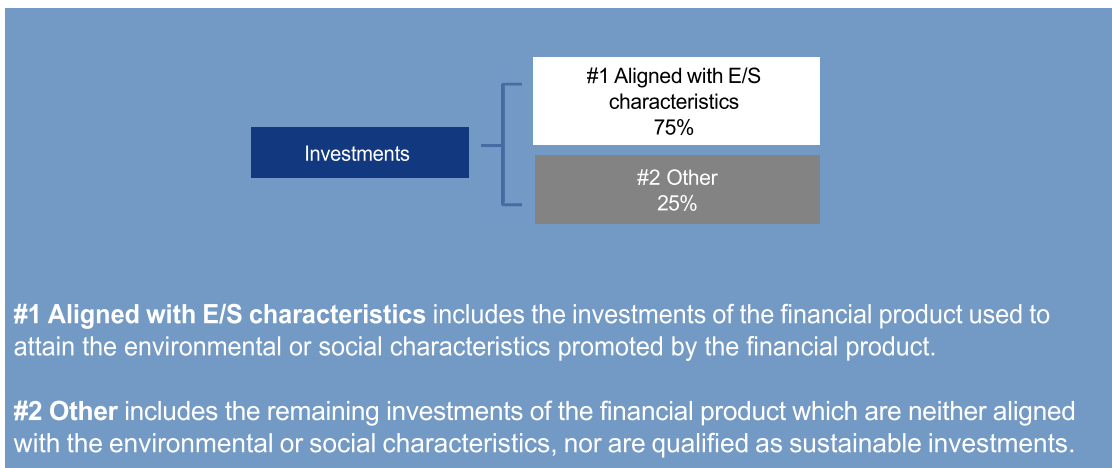 #1 Aligned with E/S
characteristics
75%
Investments
#2 Other
25%
#1 Aligned with E/S characteristics includes the investments of the financial product used to
attain the environmental or social characteristics promoted by the financial product.
#2 Other includes the remaining investments of the financial product which are neither aligned
with the environmental or social characteristics, nor are qualified as sustainable investments.